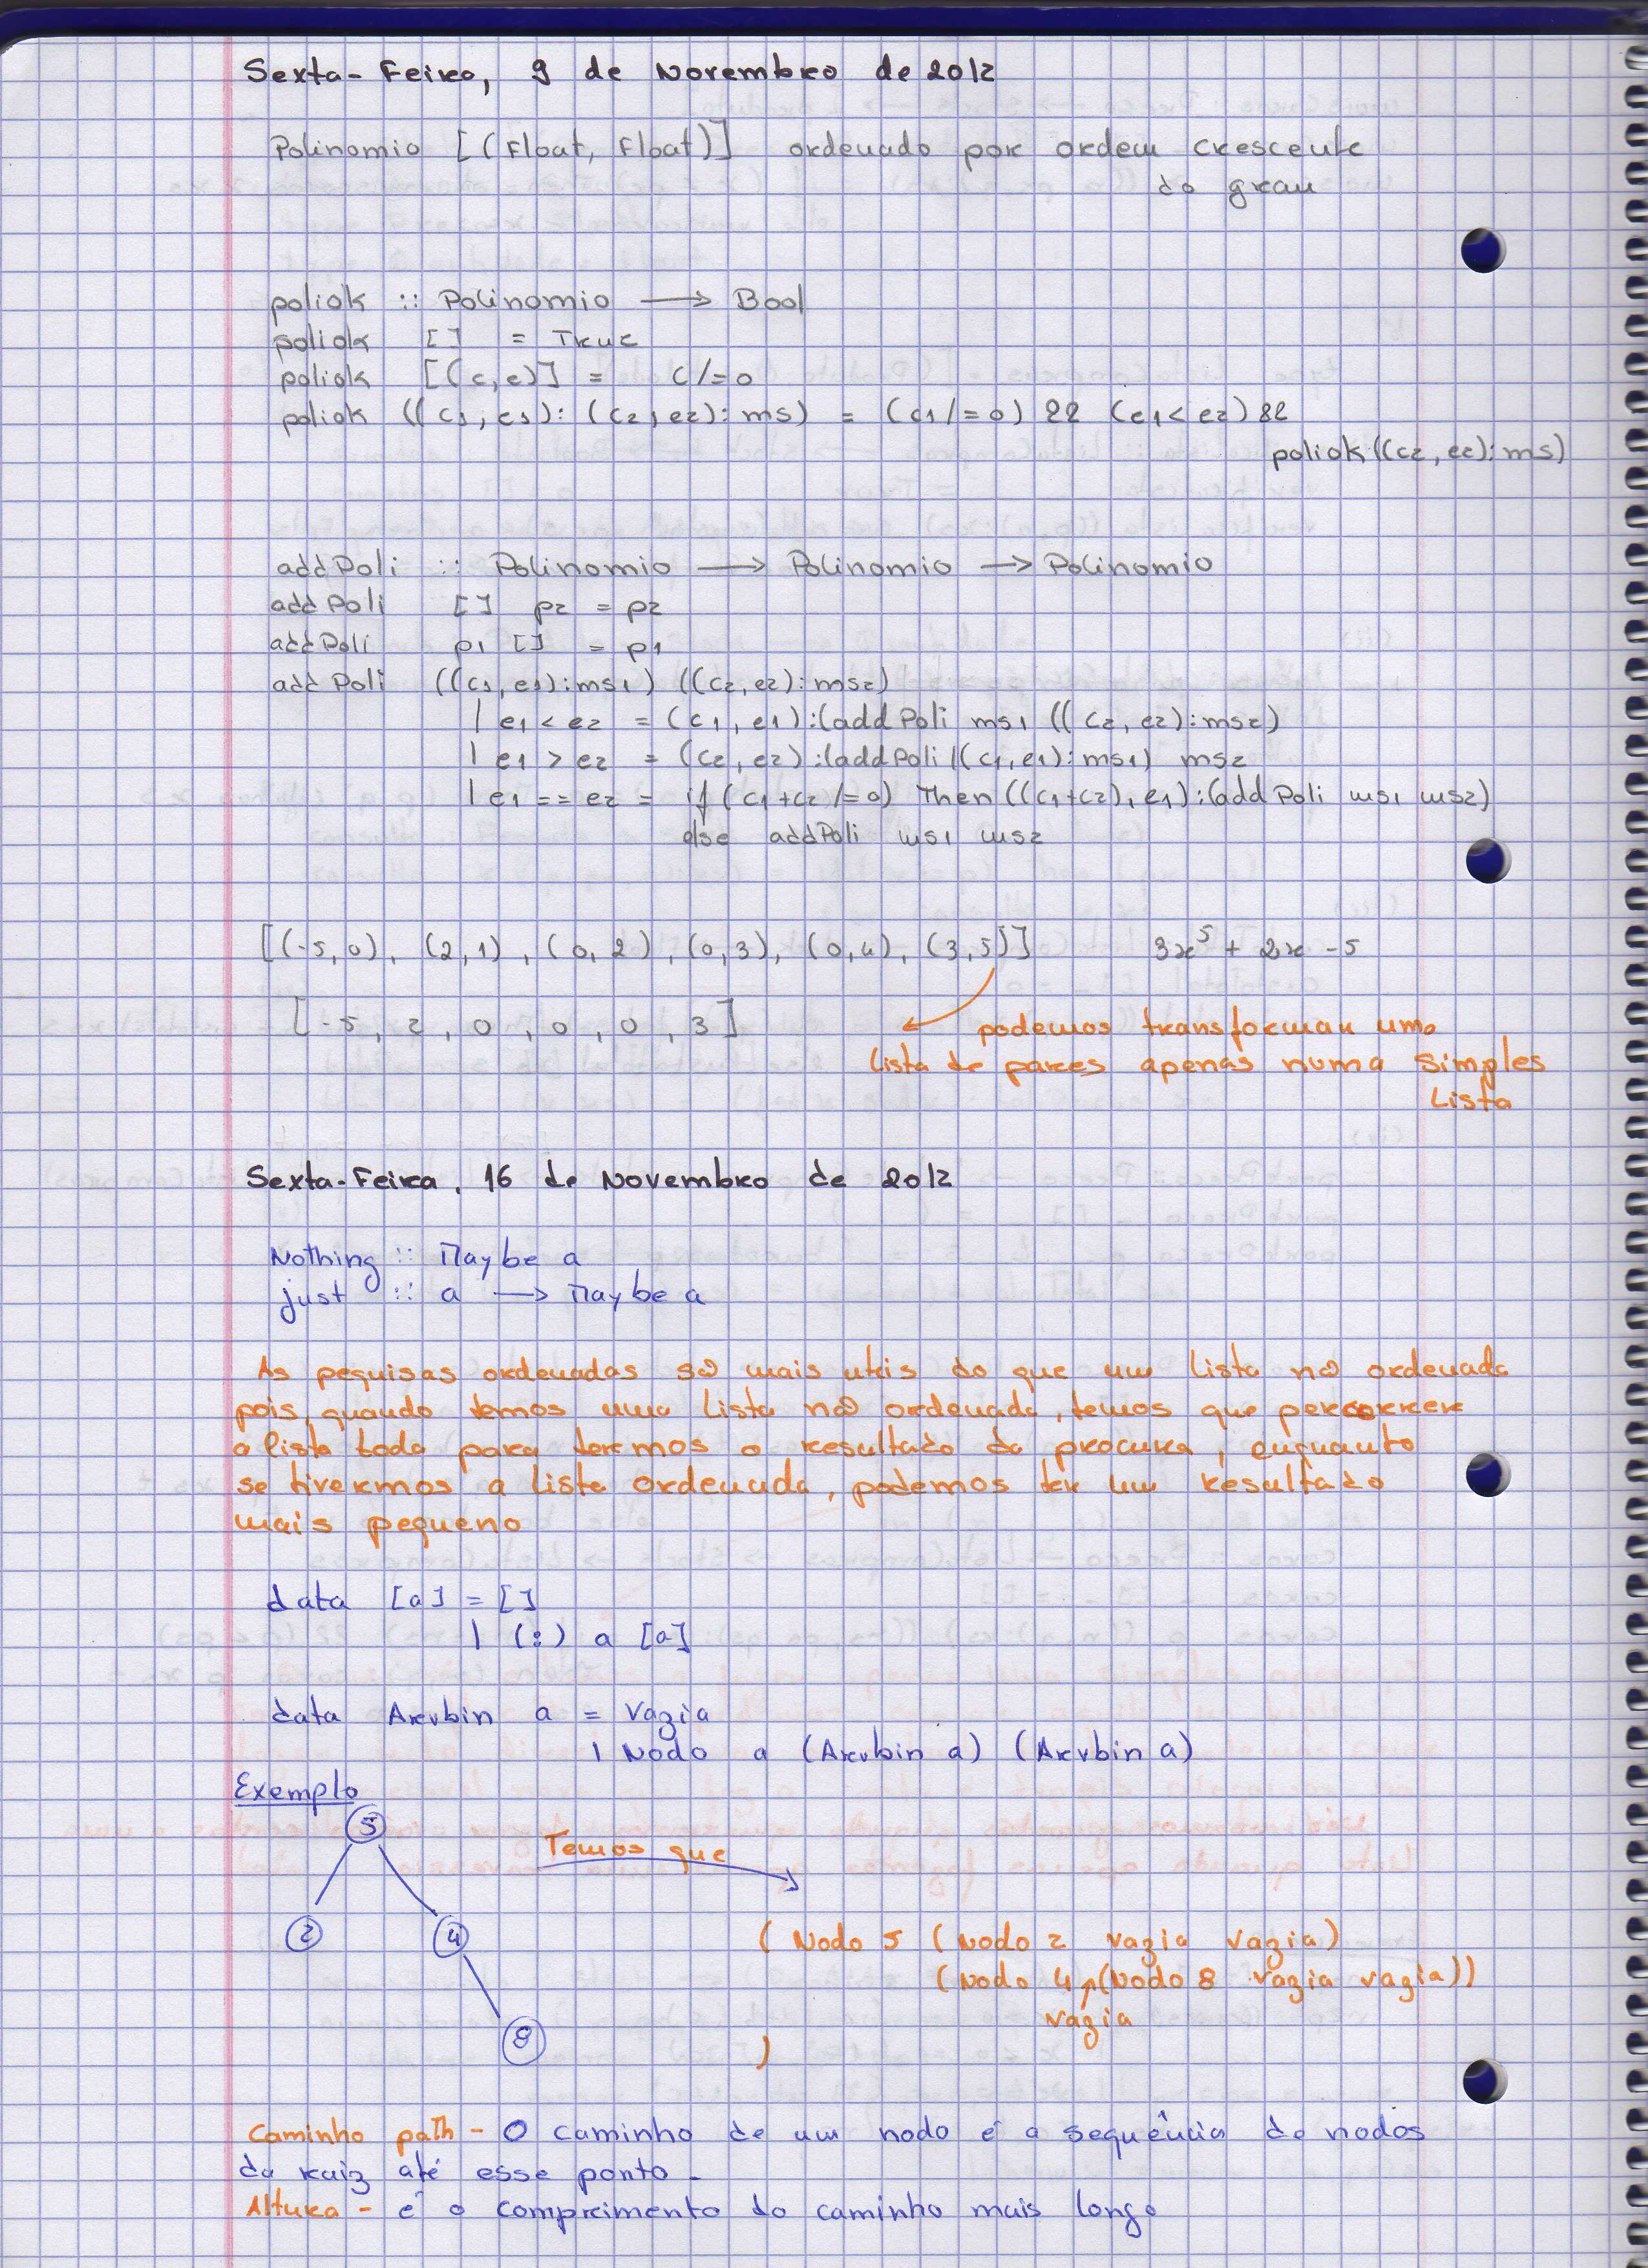 Sexta-Feira, 9 de Novembro de 2012
Polinomio [(Float, Float)] ordenado por ordem crescente
do grau
poliok :: Polinomio → Bool
poliok [] = True
poliok [(c,e)] = c/=0
poliok ((c1,e1):(c2,e2):ms) = (c1/=0) && (e1<e2) &&
poliok((c2,e2):ms)
addPoli :: Polinomio → Polinomio → Polinomio
addPoli [] p2 = p2
addPoli p1 [] = p1
addPoli ((c1,e1):ms1) ((c2,e2):ms2)
| e1 < e2 = (c1,e1):(addPoli ms1 ((c2,e2):ms2)
| e1 > e2 = (c2,e2):(addPoli((c1,e1):ms1) ms2
| e1 == e2 = if (c1+c2 /=0) Then ((c1+c2),e1):(addPoli ms1 ms2)
else addPoli ms1 ms2
[(-5,0), (2,1), (0,2), (0,3), (0,4), (3,5)] 3x⁵ + 2x - 5
[-5, 2, 0, 0, 0, 3] podemos transformar uma
lista de pares apenas numa simples
lista
Sexta-Feira, 16 de Novembro de 2012
Nothing :: Maybe a
just :: a → Maybe a
As pequisas ordenadas sã mais uteis do que um lista nã ordenada
pois, quando temos uma lista nã ordenada, temos que percorrer
a lista toda para termos o resultado da procura, enquanto
se tivermos a lista ordenada, podemos ter um resultado
mais pequeno
data [a] = []
| (:) a [a]
data Arvbin a = Vazia
| Nodo a (Arvbin a) (Arvbin a)
Exemplo
5
Temos que
2 4
(Nodo 5 (Nodo 2 vazia vazia)
(Nodo 4 (Nodo 8 vazia vazia))
vazia
8
)
Caminho path - O caminho de um nodo é a sequência de nodos
da raiz até esse ponto.
Altura - é o comprimento do caminho mais longo